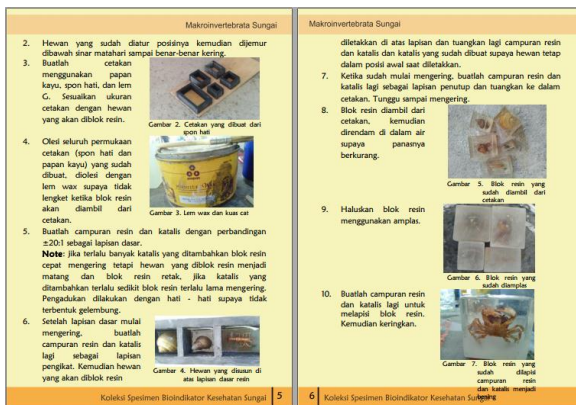 Makroinvertebrata Sungai
2. Hewan yang sudah diatur posisinya kemudian dijemur
dibawah sinar matahari sampai benar-benar kering.
3. Buatlah cetakan
menggunakan papan
kayu, spon hati, dan lem
G. Sesuaikan ukuran
cetakan dengan hewan
yang akan diblok resin.
Gambar 2. Cetakan yang dibuat dari
spon hati
4. Olesi seluruh permukaan
cetakan (spon hati dan
papan kayu) yang sudah
dibuat, diolesi dengan
lem wax supaya tidak
lengket ketika blok resin
akan diambil dari
cetakan.
Gambar 3. Lem wax dan kuas cat
5. Buatlah campuran resin dan katalis dengan perbandingan
±20:1 sebagai lapisan dasar.
Note: Jika terlalu banyak katalis yang ditambahkan blok resin
cepat mengering tetapi hewan yang diblok resin menjadi
matang dan blok resin retak, jika katalis yang
ditambahkan terlalu sedikit blok resin terlalu lama mengering.
Pengadukan dilakukan dengan hati - hati supaya tidak
terbentuk gelembung.
6. Setelah lapisan dasar mulai
mengering, buatlah
campuran resin dan katalis
lagi sebagai lapisan
pengikat. Kemudian hewan
yang akan diblok resin
Gambar 4. Hewan yang disusun di
atas lapisan dasar resin
Koleksi Spesimen Bioindikator Kesehatan Sungai 5
Makroinvertebrata Sungai
diletakkan di atas lapisan dan tuangkan lagi campuran resin
dan katalis dan katalis yang sudah dibuat supaya hewan tetap
dalam posisi awal saat diletakkan.
7. Ketika sudah mulai mengering, buatlah campuran resin dan
katalis lagi sebagai lapisan penutup dan tuangkan ke dalam
cetakan. Tunggu sampai mengering.
8. Blok resin diambil dari
cetakan, kemudian
direndam di dalam air
supaya panasnya
berkurang.
Gambar 5. Blok resin yang
sudah diambil dari
cetakan
9. Haluskan blok resin
menggunakan amplas.
Gambar 6. Blok resin yang
sudah diamplas
10. Buatlah campuran resin
dan katalis lagi untuk
melapisi blok resin.
Kemudian keringkan.
Gambar 7. Blok resin yang
sudah dilapisi
campuran resin
dan katalis menjadi
bening
6 Koleksi Spesimen Bioindikator Kesehatan Sungai